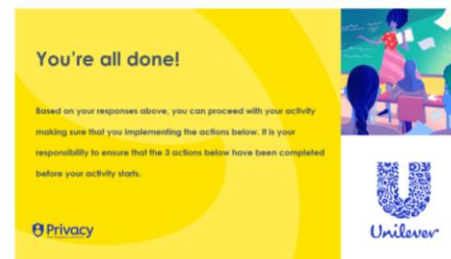 You're all done!
Based on your responses above, you can proceed with your activity
making sure that you implementing the actions below. It is your
responsibility to ensure that the 3 actions below have been completed
before your activity starts.
Privacy
Unilever